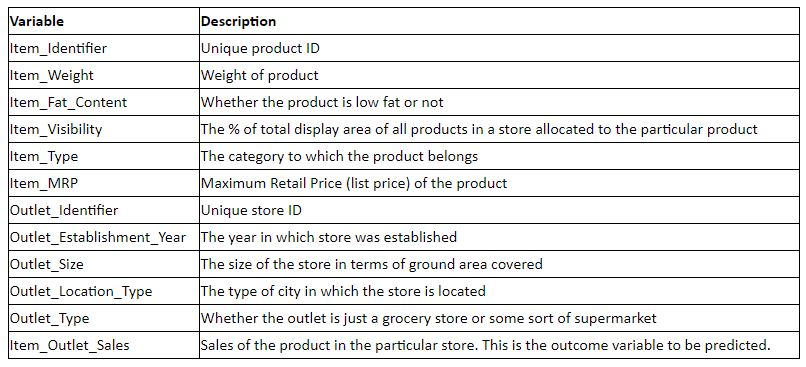 Variable Description
Item_Identifier Unique product ID
Item_Weight Weight of product
Item_Fat_Content Whether the product is low fat or not
Item_Visibility The % of total display area of all products in a store allocated to the particular product
Item_Type The category to which the product belongs
Item_MRP Maximum Retail Price (list price) of the product
Outlet_Identifier Unique store ID
Outlet_Establishment_Year The year in which store was established
Outlet_Size The size of the store in terms of ground area covered
Outlet_Location_Type The type of city in which the store is located
Outlet_Type Whether the outlet is just a grocery store or some sort of supermarket
Item_Outlet_Sales Sales of the product in the particular store. This is the outcome variable to be predicted.